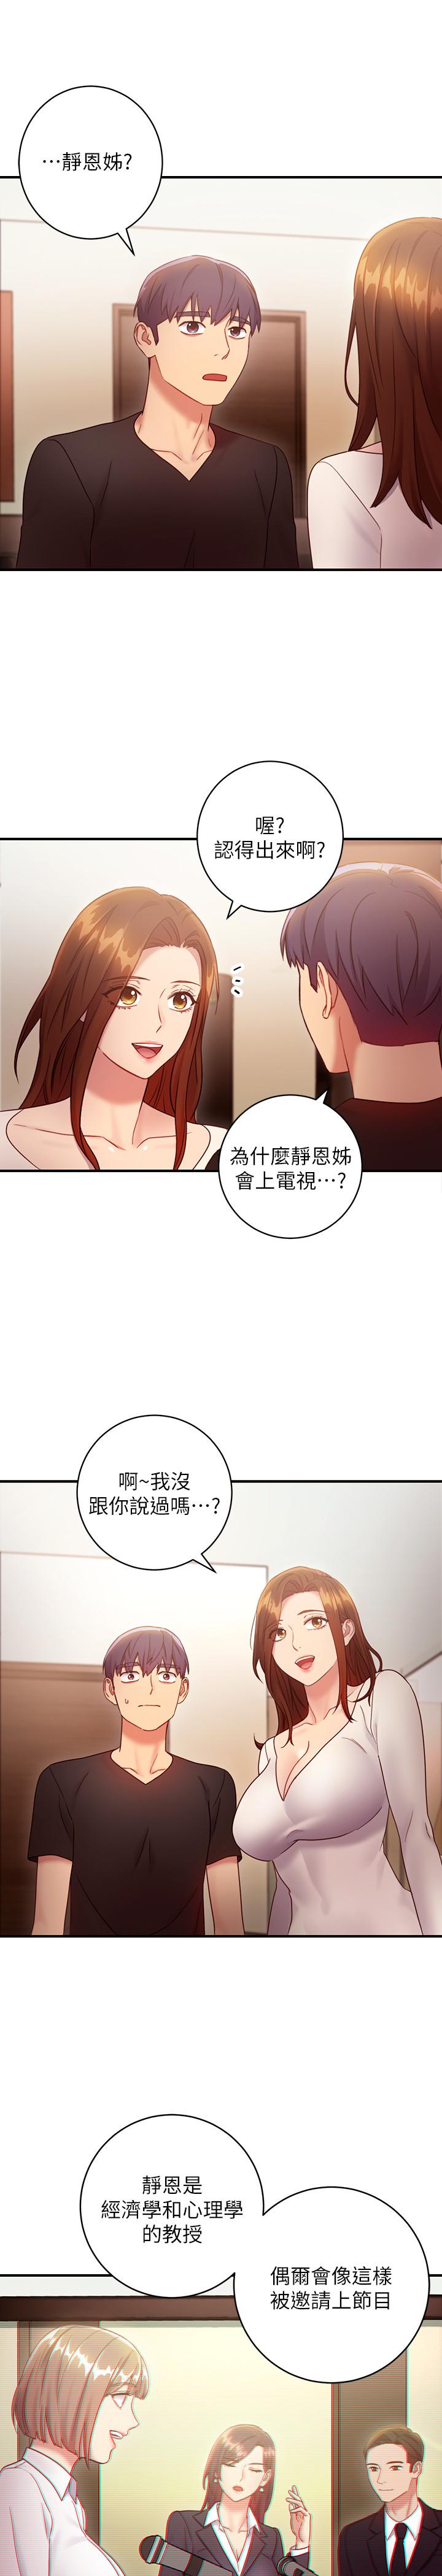 …靜恩姊?
喔?
認得出來啊?
為什麼靜恩姊
會上電視…?
啊~我沒
跟你說過嗎…?
靜恩是
經濟學和心理學
的教授
偶爾會像這樣
被邀請上節目